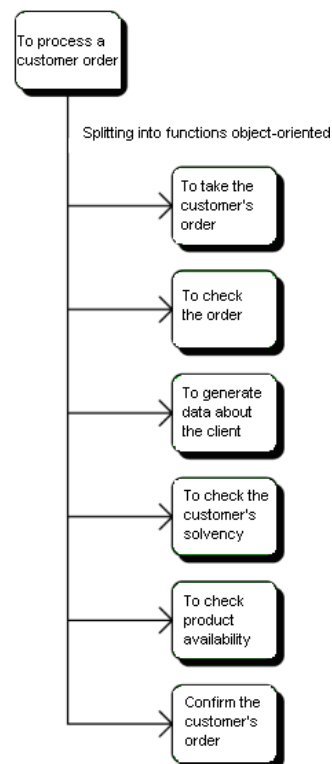 To process a
customer order
Splitting into functions object-oriented
To take the
customer's
order
To check
the order
To generate
data about
the client
To check the
customer's
solvency
To check
product
availability
Confirm the
customer's
order